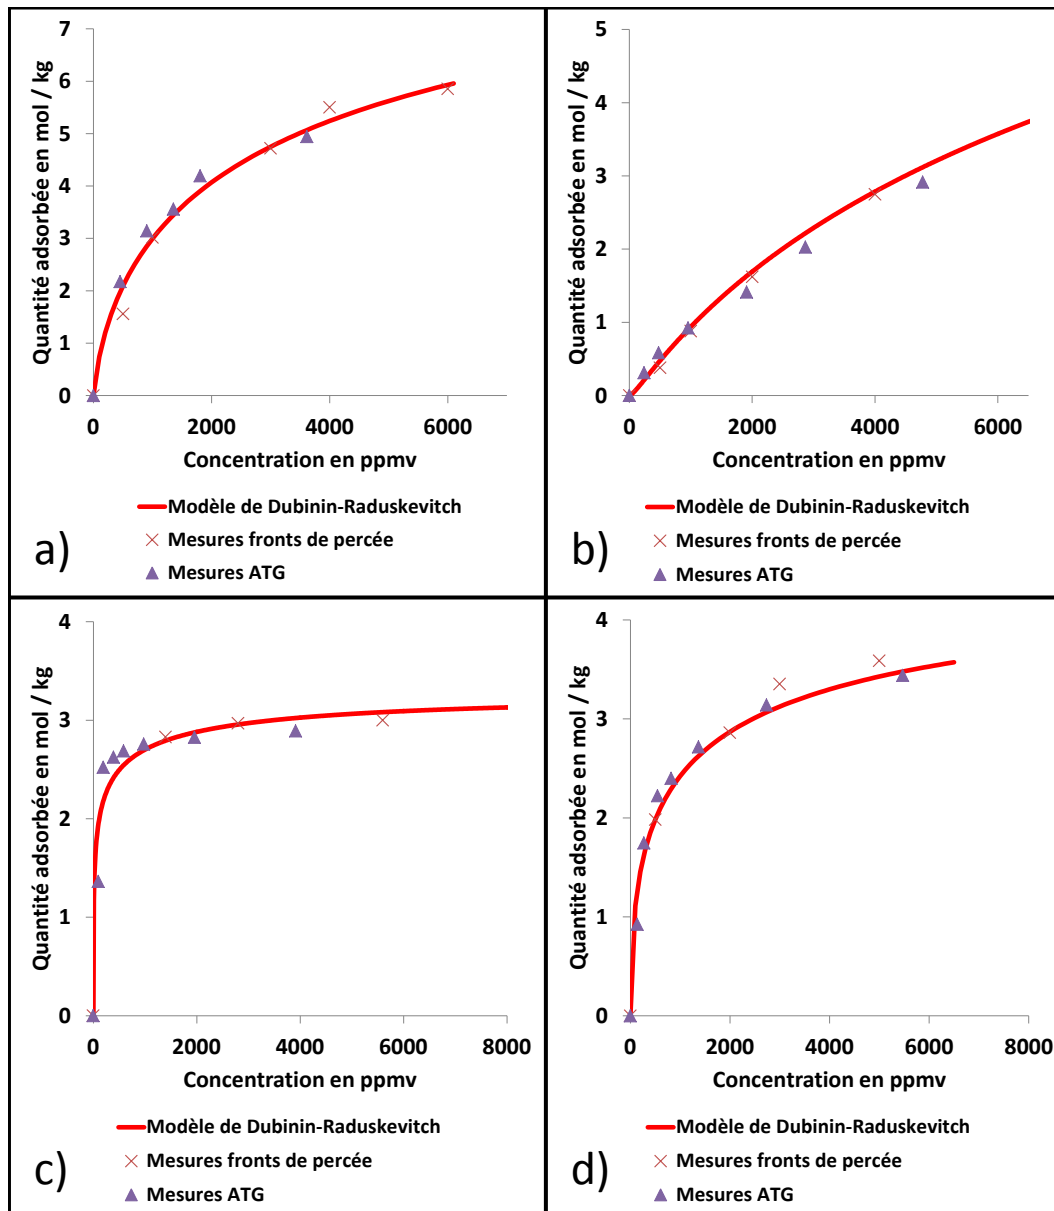 7
6
5
4
3
2
1
0
Quantité adsorbée en mol / kg
0 2000 4000 6000
Concentration en ppmv
Modèle de Dubinin-Raduskevitch
Mesures fronts de percée
Mesures ATG
a)
5
4
3
2
1
0
Quantité adsorbée en mol / kg
0 2000 4000 6000
Concentration en ppmv
Modèle de Dubinin-Raduskevitch
Mesures fronts de percée
Mesures ATG
b)
4
3
2
1
0
Quantité adsorbée en mol / kg
0 2000 4000 6000 8000
Concentration en ppmv
Modèle de Dubinin-Raduskevitch
Mesures fronts de percée
Mesures ATG
c)
4
3
2
1
0
Quantité adsorbée en mol / kg
0 2000 4000 6000 8000
Concentration en ppmv
Modèle de Dubinin-Raduskevitch
Mesures fronts de percée
Mesures ATG
d)